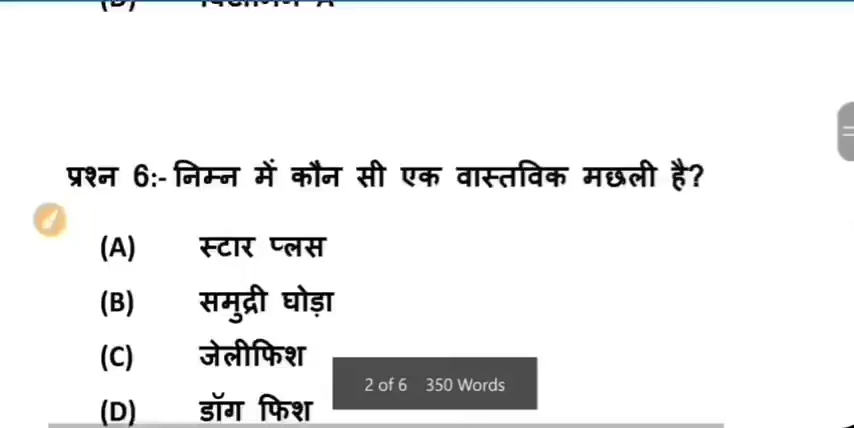 प्रश्न 6:- निम्न में कौन सी एक वास्तविक मछली है?
(A) स्टार प्लस
(B) समुद्री घोड़ा
(C) जेलीफिश
2 of 6 350 Words
(D) डॉग फिश